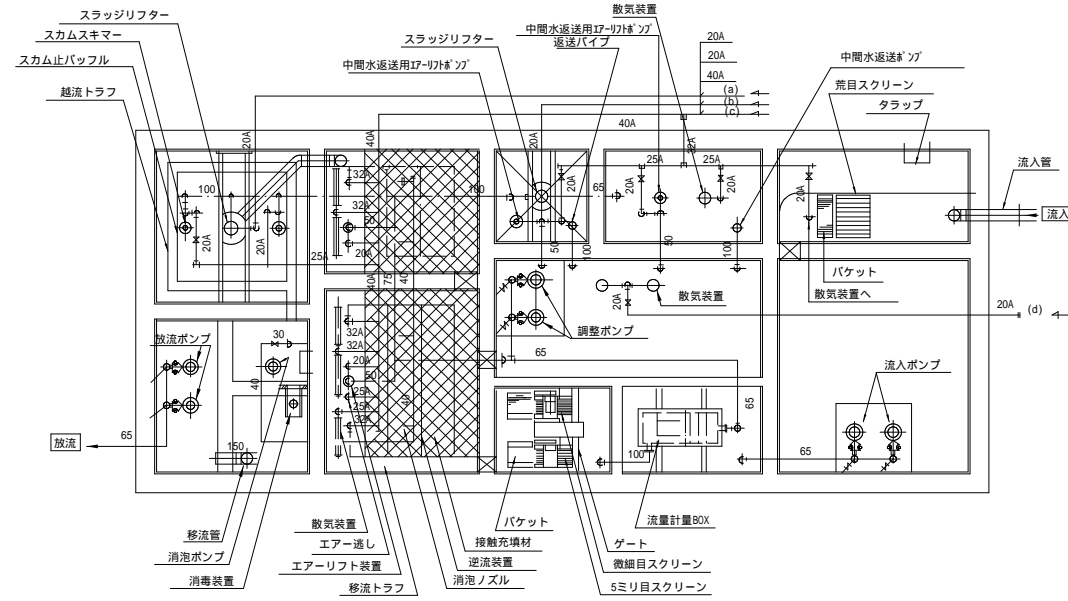 散気装置
スラッジリフター
スカムスキマー
スカム止バッフル
越流トラフ
スラッジリフター
中間水返送用エアーリフトポンプ
中間水返送用エアーリフトポンプ
返送パイプ
20A
20A
40A
中間水返送ポンプ
荒目スクリーン
タラップ
流入管
流入
(a)
(b)
(c)
40A
20A
40A
20A
32A
25A
25A
20A
20A
20A
20A
100
32A
32A
50
20A
100
65
20A
20A
25A
50
100
50
100
バケット
散気装置へ
40A
75
40
散気装置
20A
20A
(d)
調整ポンプ
放流ポンプ
30
40
32A
32A
20A
50
25A
25A
32A
40
65
65
流入ポンプ
65
放流
150
100
65
移流管
消泡ポンプ
消毒装置
散気装置
エアー逃し
エアーリフト装置
移流トラフ
バケット
接触充填材
逆流装置
消泡ノズル
流量計量BOX
ゲート
微細目スクリーン
5ミリ目スクリーン